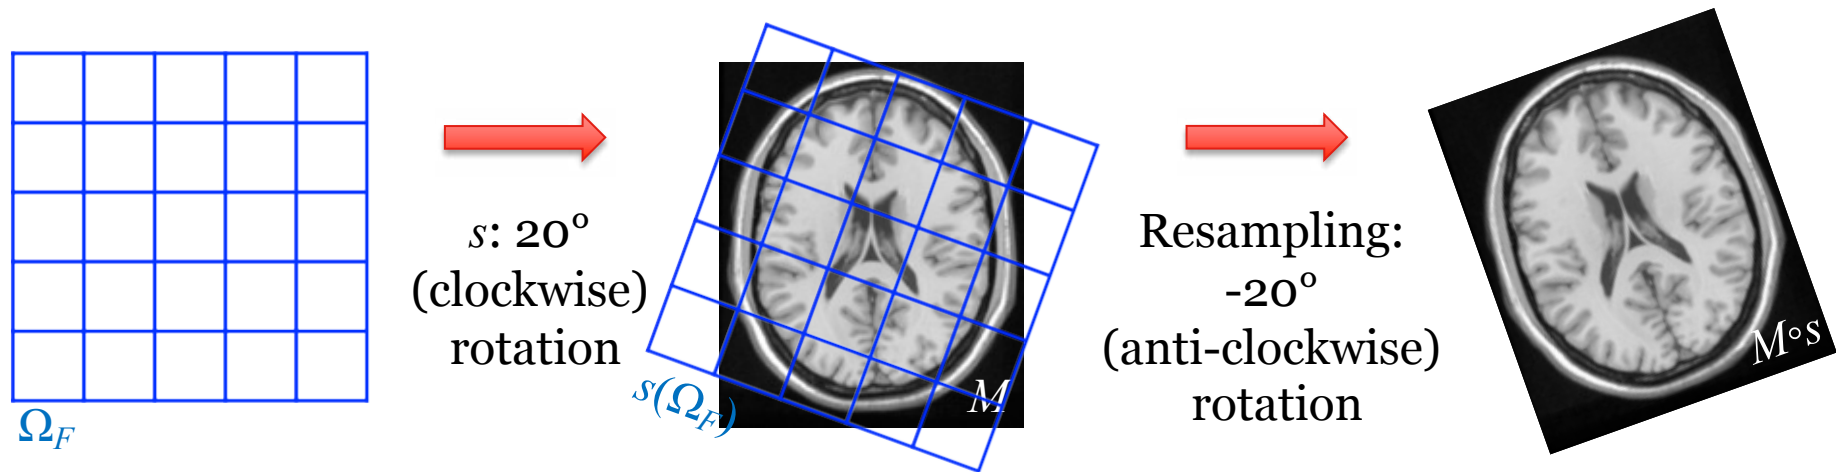 Ω_F
s: 20°
(clockwise)
rotation
s(Ω_F)
M
Resampling:
-20°
(anti-clockwise)
rotation
M∘s